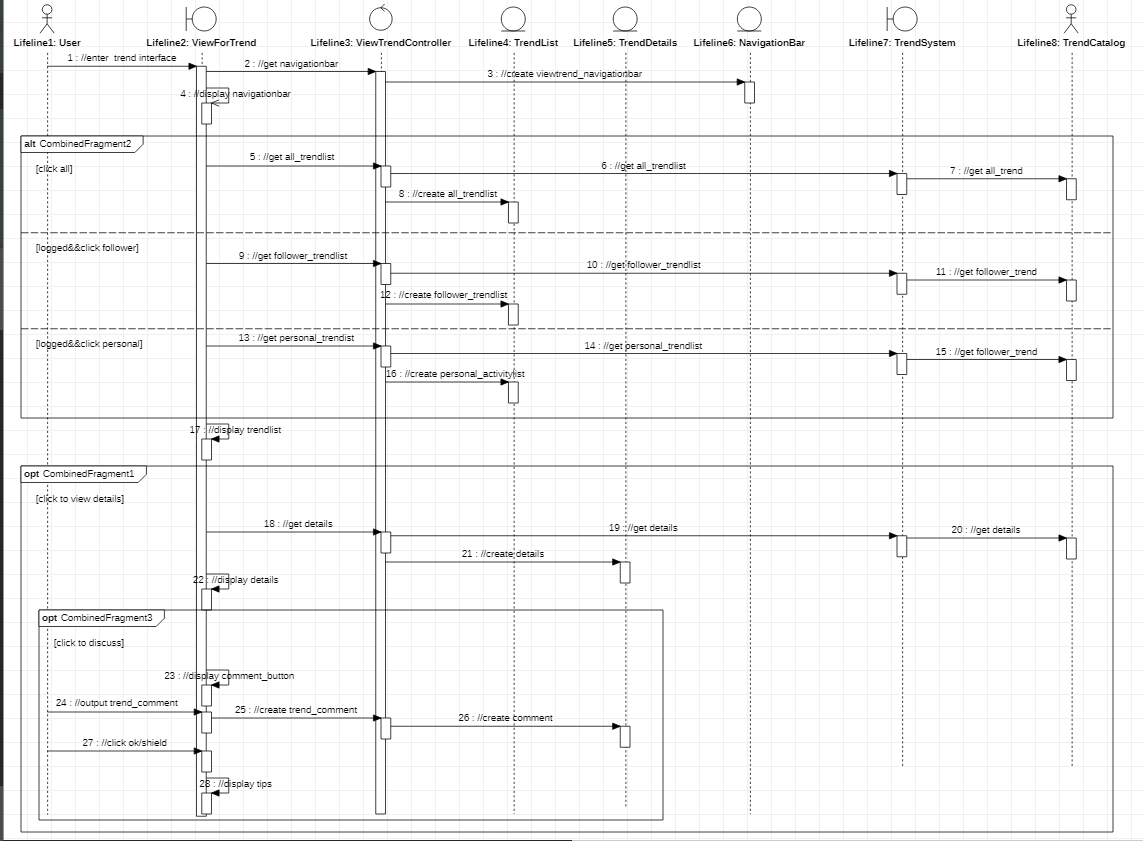 Lifeline1: User
Lifeline2: ViewForTrend
Lifeline3: ViewTrendController
Lifeline4: TrendList
Lifeline5: TrendDetails
Lifeline6: NavigationBar
Lifeline7: TrendSystem
Lifeline8: TrendCatalog
1 : //enter trend interface
2 : //get navigationbar
3 : //create viewtrend_navigationbar
4 : //display navigationbar
alt CombinedFragment2
[click all]
5 : //get all_trendlist
6 : //get all_trendlist
7 : //get all_trend
8 : //create all_trendlist
[logged&&click follower]
9 : //get follower_trendlist
10 : //get follower_trendlist
11 : //get follower_trend
12 : //create follower_trendlist
[logged&&click personal]
13 : //get personal_trendist
14 : //get personal_trendlist
15 : //get follower_trend
16 : //create personal_activitylist
17 : //display trendlist
opt CombinedFragment1
[click to view details]
18 : //get details
19 : //get details
20 : //get details
21 : //create details
22 : //display details
opt CombinedFragment3
[click to discuss]
23 : //display comment_button
24 : //output trend_comment
25 : //create trend_comment
26 : //create comment
27 : //click ok/shield
28 : //display tips